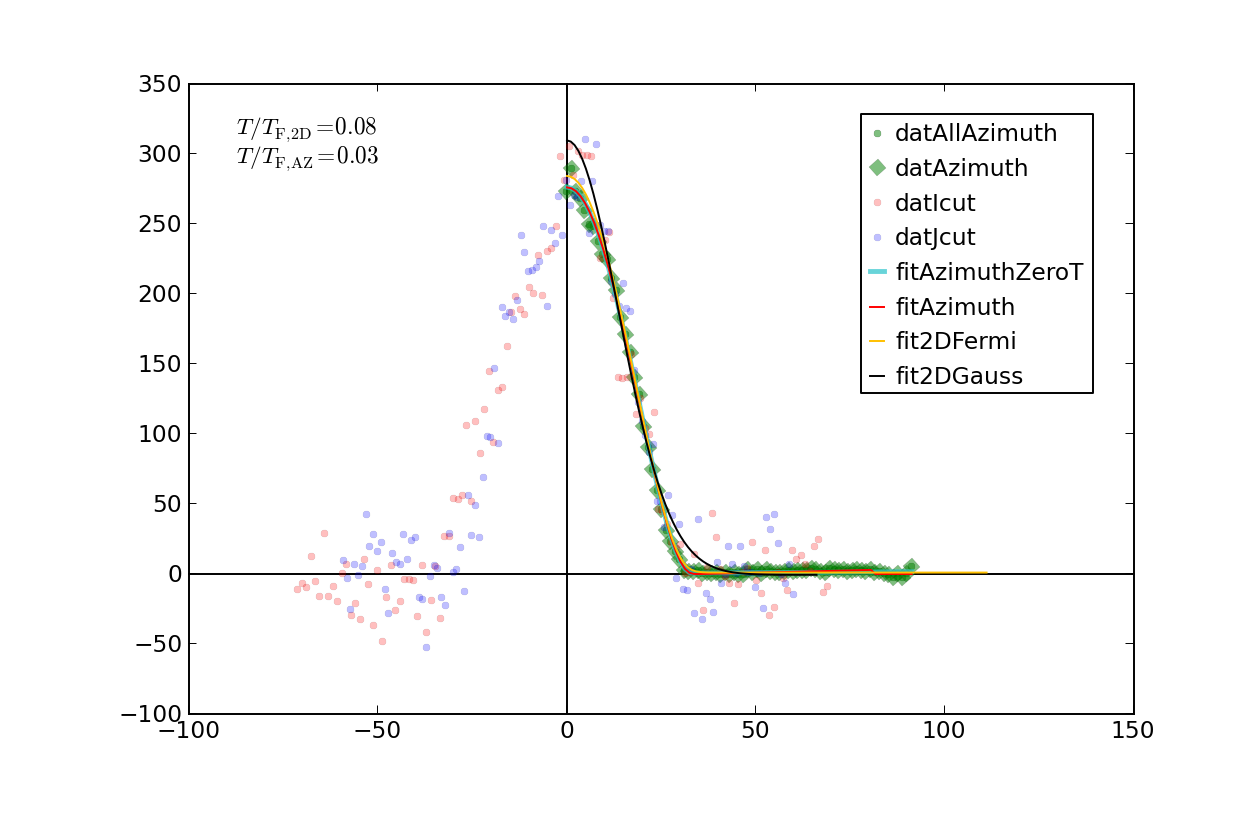 350
300
250
200
150
100
50
0
−50
−100
−100
−50
0
50
100
150
T/T_F,2D = 0.08
T/T_F,AZ = 0.03
datAllAzimuth
datAzimuth
datIcut
datJcut
fitAzimuthZeroT
fitAzimuth
fit2DFermi
fit2DGauss